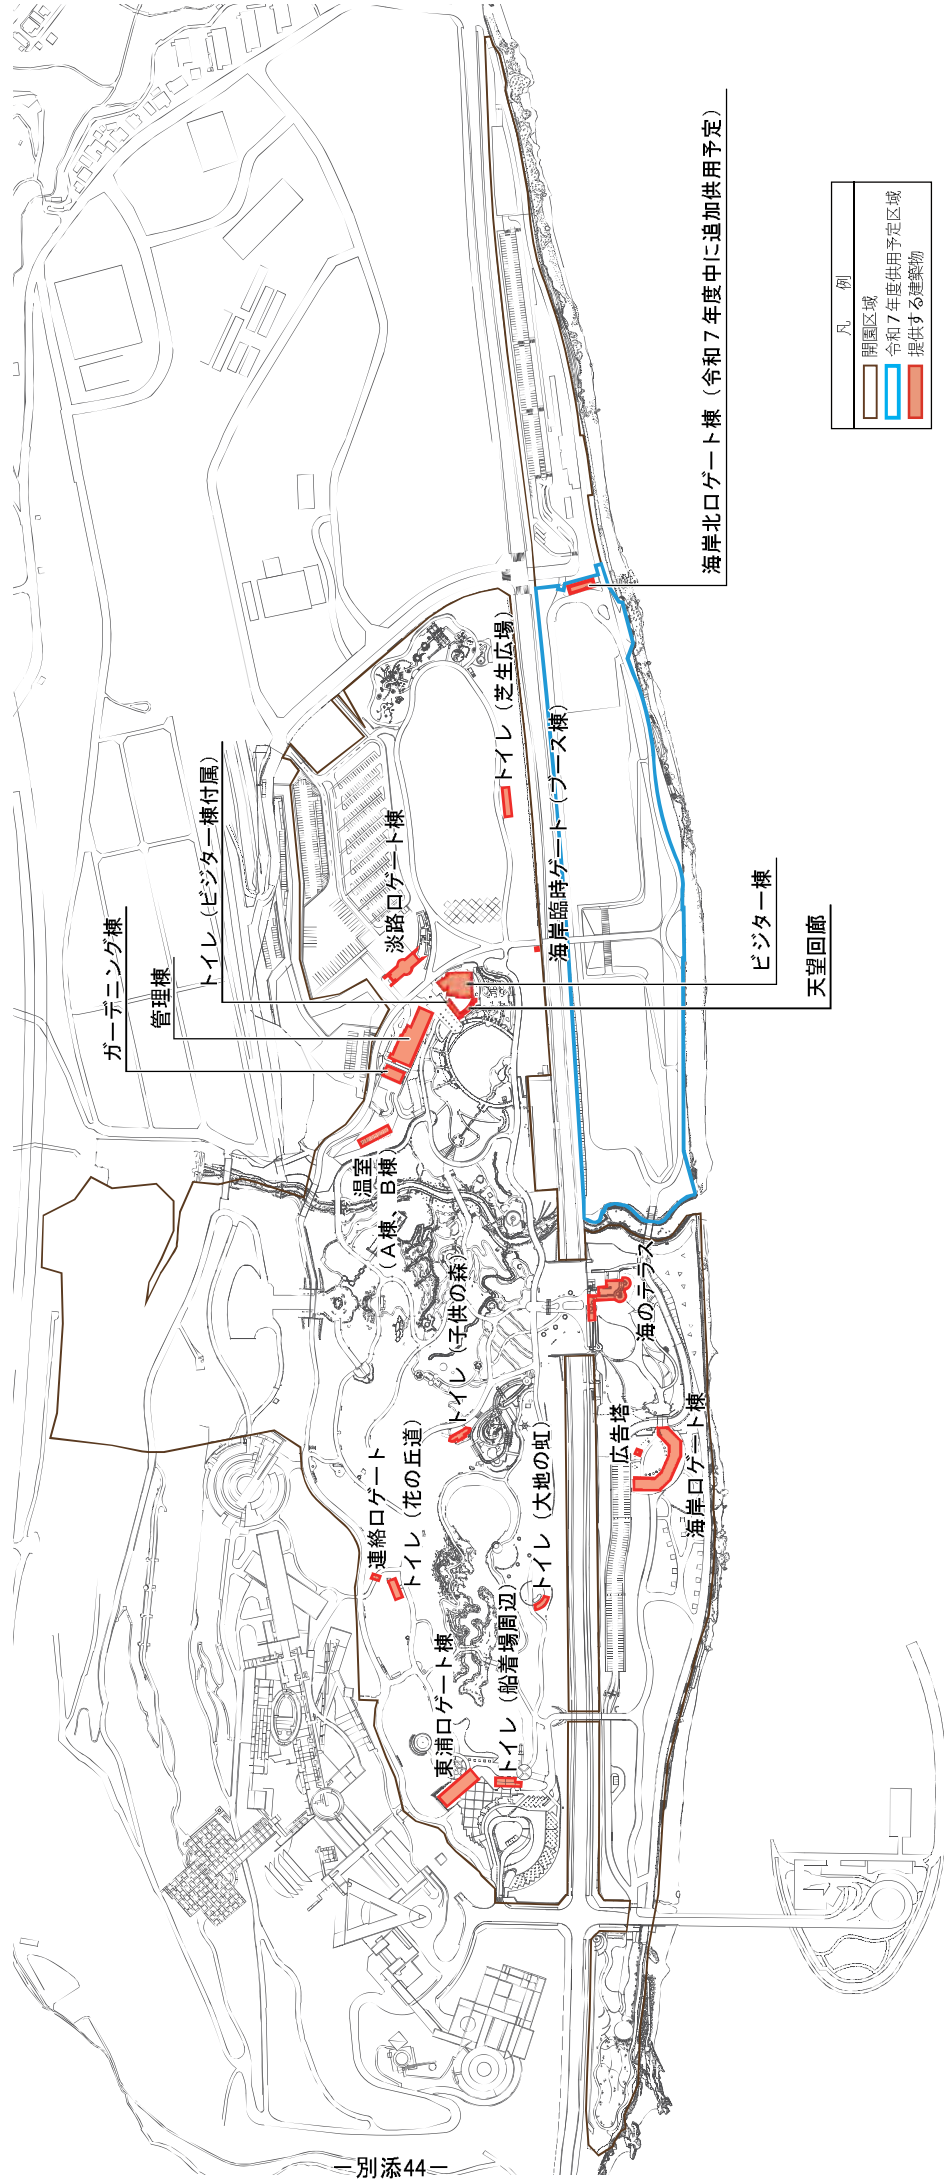 ガーデニング棟
管理棟
トイレ（ビジター棟付属）
淡路口ゲート棟
トイレ（芝生広場）
海岸臨時ゲート（ブース棟）
海岸北口ゲート棟（令和７年度中に追加供用予定）
ビジター棟
天望回廊
温室
（Ａ棟、Ｂ棟）
トイレ（子供の森）
海のテラス
連絡口ゲート
トイレ（花の丘道）
トイレ（大地の虹）
広告塔
海岸口ゲート棟
東浦口ゲート棟
トイレ（船着場周辺）
凡　例
開園区域
令和７年度供用予定区域
提供する建築物
－別添44－